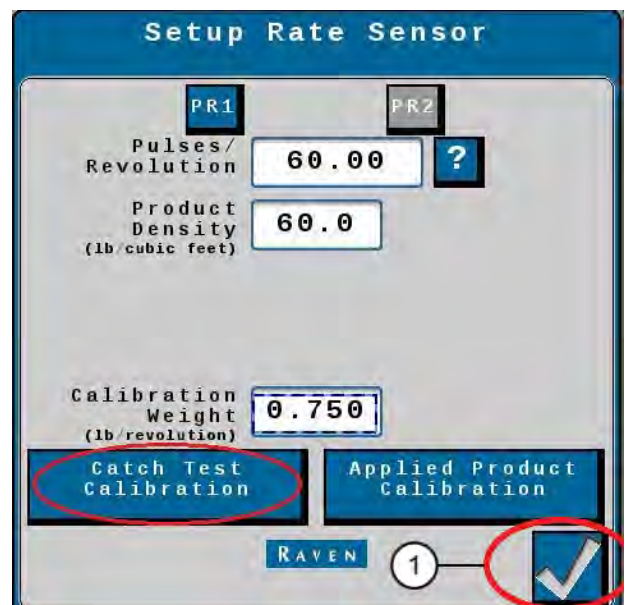 Setup Rate Sensor
PR1 PR2
Pulses/
Revolution 60.00 ?
Product
Density 60.0
(lb/cubic feet)
Calibration
Weight 0.750
(lb/revolution)
Catch Test
Calibration
Applied Product
Calibration
RAVEN
1